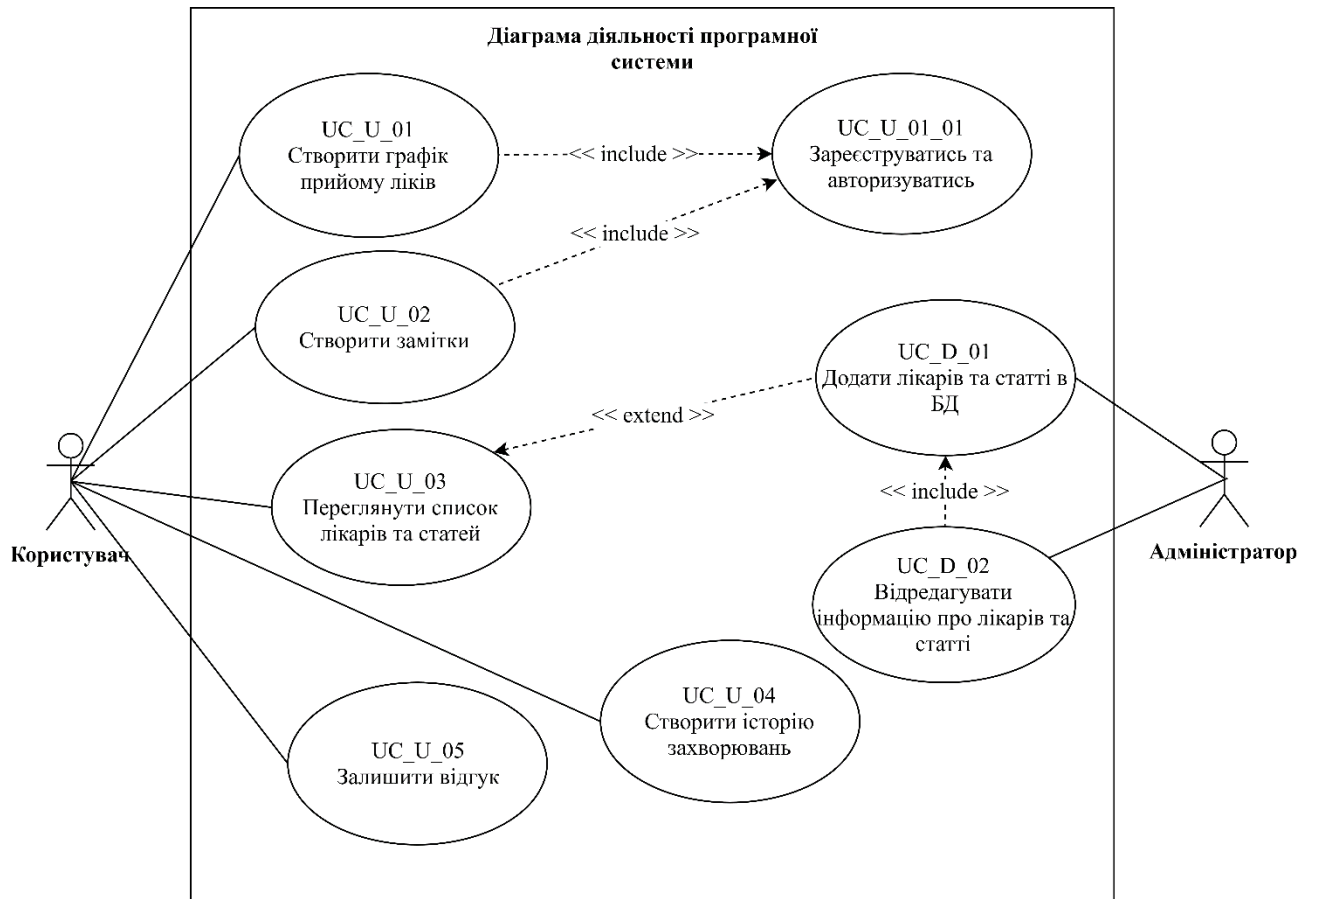 Діаграма діяльності програмної
системи
UC_U_01
Створити графік
прийому ліків
<< include >>
UC_U_01_01
Зареєструватись та
авторизуватись
<< include >>
UC_U_02
Створити замітки
UC_D_01
Додати лікарів та статті в
БД
<< extend >>
UC_U_03
Переглянути список
лікарів та статей
<< include >>
Користувач
Адміністратор
UC_D_02
Відредагувати
інформацію про лікарів та
статті
UC_U_04
Створити історію
захворювань
UC_U_05
Залишити відгук